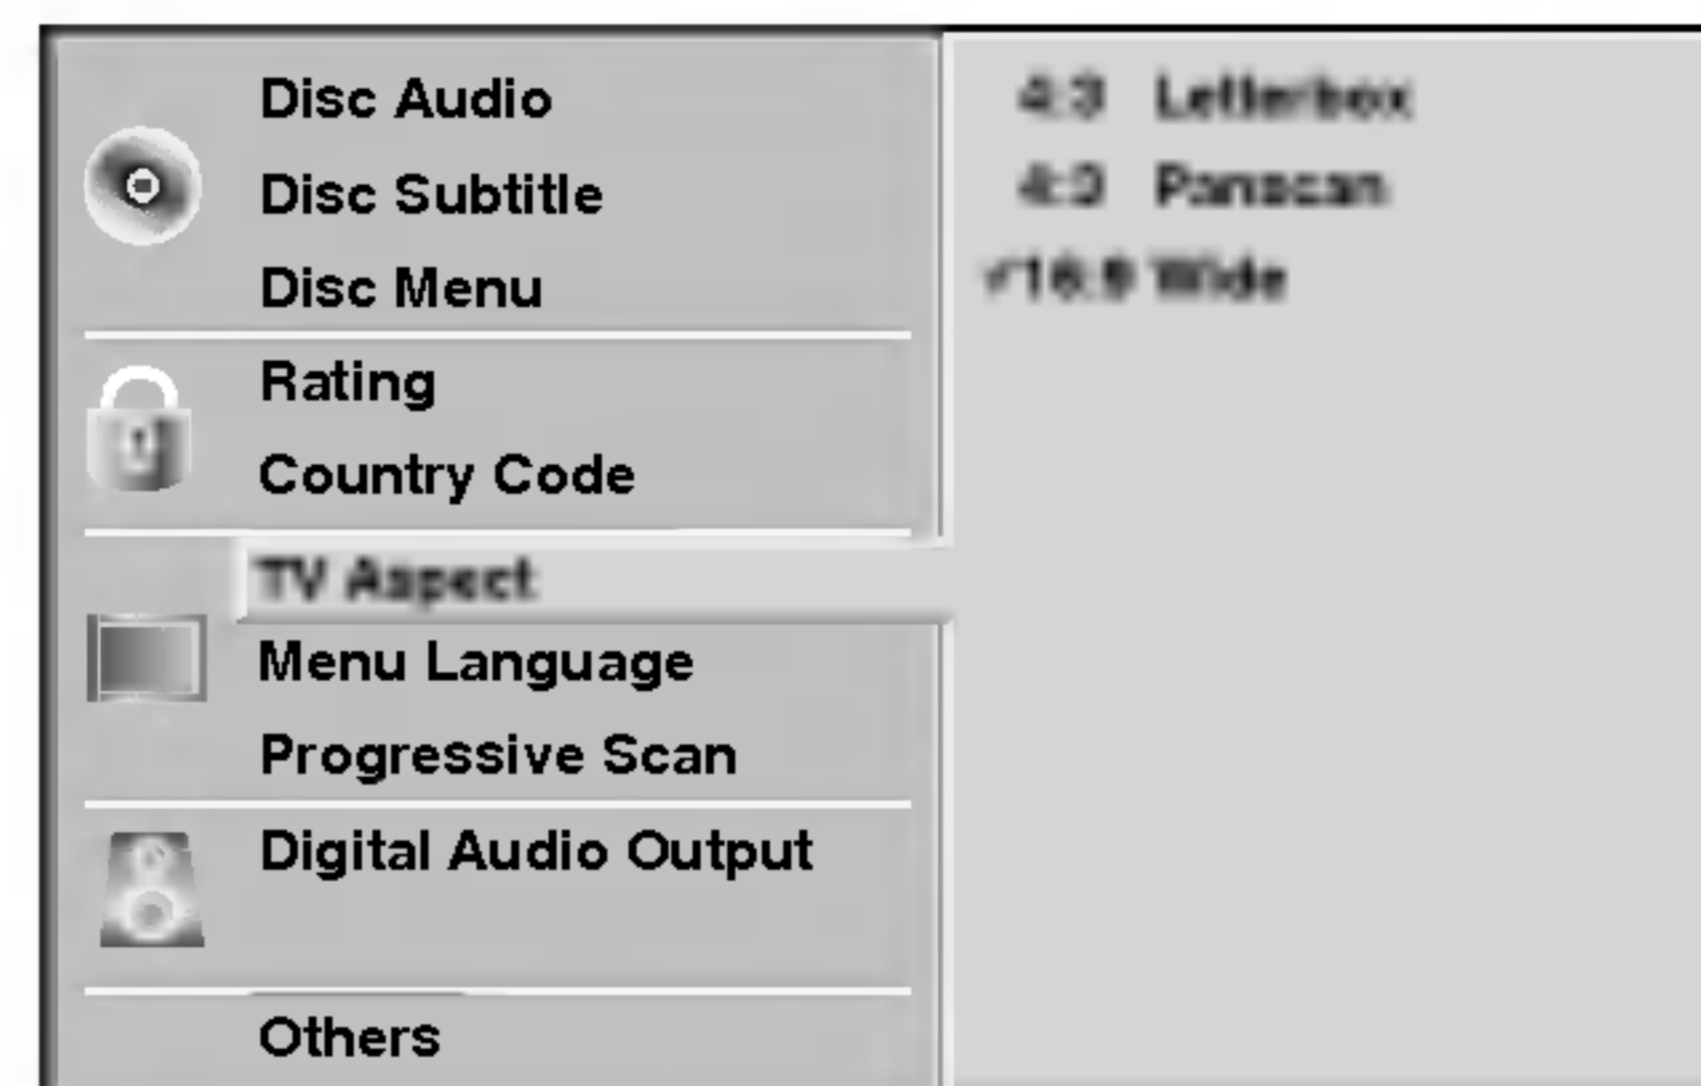 Disc Audio
Disc Subtitle
Disc Menu
Rating
Country Code
TV Aspect
Menu Language
Progressive Scan
Digital Audio Output
Others
4:3 Letterbox
4:3 Panscan
✓16:9 Wide